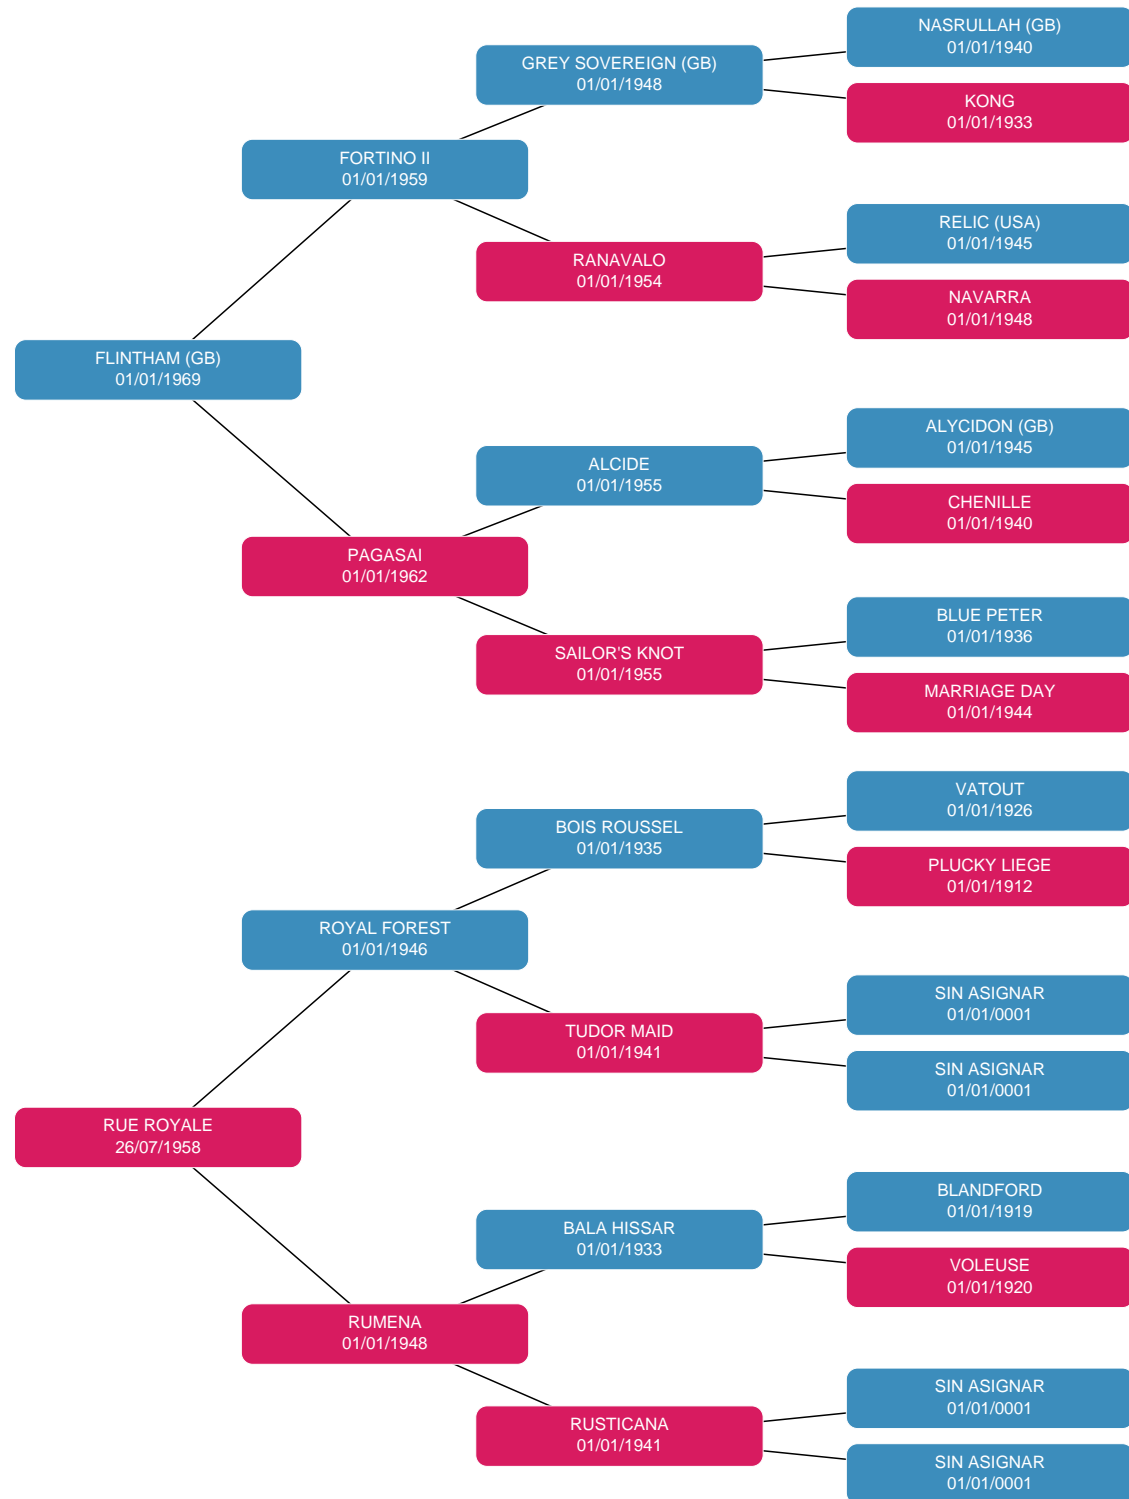 NASRULLAH (GB)
01/01/1940
GREY SOVEREIGN (GB)
01/01/1948
KONG
01/01/1933
FORTINO II
01/01/1959
RELIC (USA)
01/01/1945
RANAVALO
01/01/1954
NAVARRA
01/01/1948
FLINTHAM (GB)
01/01/1969
ALYCIDON (GB)
01/01/1945
ALCIDE
01/01/1955
CHENILLE
01/01/1940
PAGASAI
01/01/1962
BLUE PETER
01/01/1936
SAILOR'S KNOT
01/01/1955
MARRIAGE DAY
01/01/1944
VATOUT
01/01/1926
BOIS ROUSSEL
01/01/1935
PLUCKY LIEGE
01/01/1912
ROYAL FOREST
01/01/1946
SIN ASIGNAR
01/01/0001
TUDOR MAID
01/01/1941
SIN ASIGNAR
01/01/0001
RUE ROYALE
26/07/1958
BLANDFORD
01/01/1919
BALA HISSAR
01/01/1933
VOLEUSE
01/01/1920
RUMENA
01/01/1948
SIN ASIGNAR
01/01/0001
RUSTICANA
01/01/1941
SIN ASIGNAR
01/01/0001